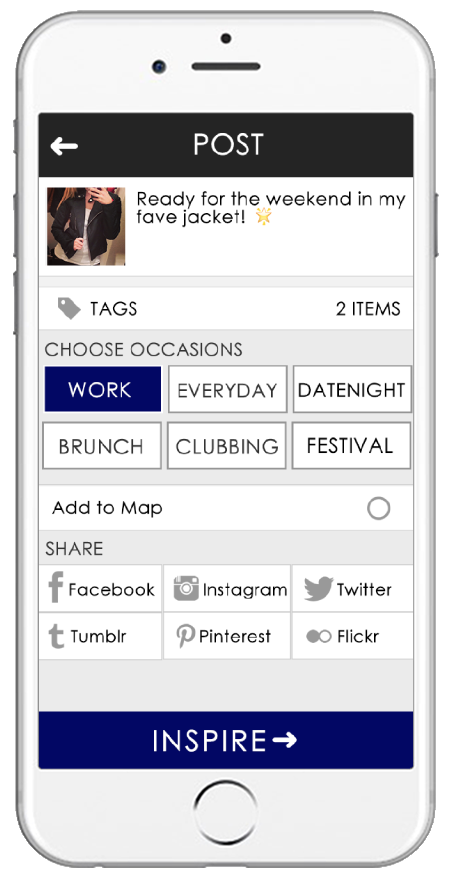 POST
Ready for the weekend in my
fave jacket! 🌟
TAGS 2 ITEMS
CHOOSE OCCASIONS
WORK EVERYDAY DATENIGHT
BRUNCH CLUBBING FESTIVAL
Add to Map
SHARE
Facebook Instagram Twitter
Tumblr Pinterest Flickr
INSPIRE